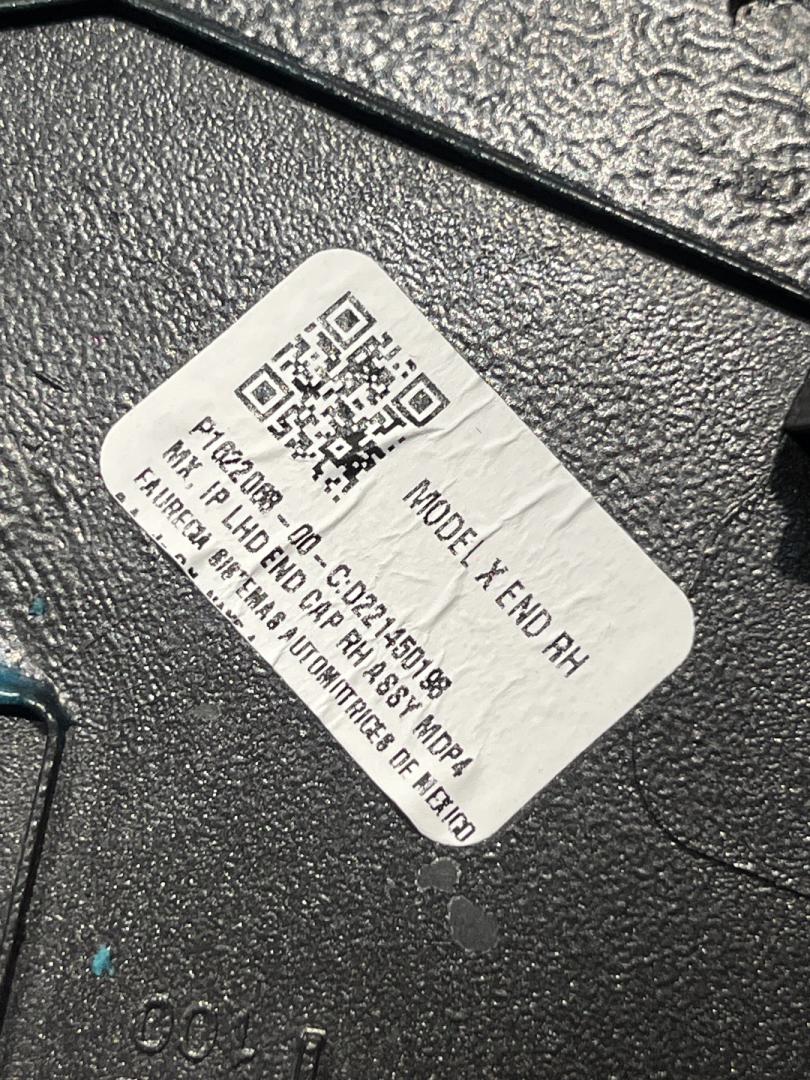 MODEL X END RH
P1622068-00-C:D221450198
MX, IP LHD END CAP RH ASSY MDP4
FAURECIA SISTEMAS AUTOMOTRICES DE MEXICO
001